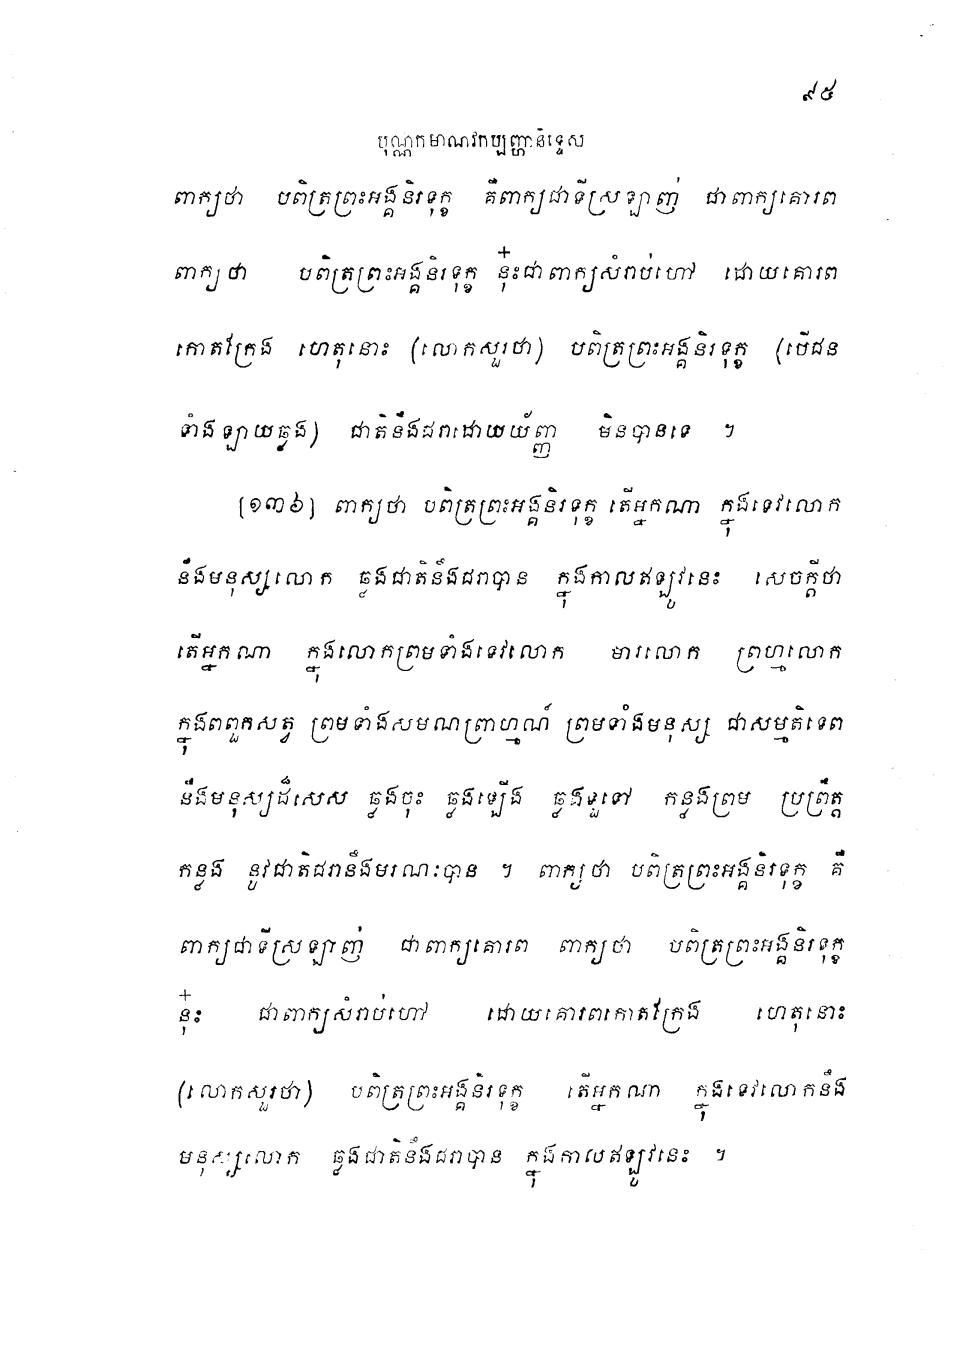 ៩៥
បុណ្ណកមាណវកប្បញ្ហានិទ្ទេស
ពាក្យថា បពិត្រព្រះអង្គនិរទុក្ខ គឺពាក្យជាទីស្រឡាញ់ ជាពាក្យគោរព
ពាក្យថា បពិត្រព្រះអង្គនិរទុក្ខ នុ៎ះជាពាក្យសំរាប់ហៅ ដោយគោរព
កោតក្រែង ហេតុនោះ (លោកសួរថា) បពិត្រព្រះអង្គនិរទុក្ខ (បើជន
ទាំងឡាយឆ្លង) ជាតិនឹងជរាដោយយ័ញ្ញ មិនបានទេ ។
[១៣៦] ពាក្យថា បពិត្រព្រះអង្គនិរទុក្ខ តើអ្នកណា ក្នុងទេវលោក
នឹងមនុស្សលោក ឆ្លងជាតិនឹងជរាបាន ក្នុងកាលឥឡូវនេះ សេចក្តីថា
តើអ្នកណា ក្នុងលោកព្រមទាំងទេវលោក មារលោក ព្រហ្មលោក
ក្នុងពពួកសត្វ ព្រមទាំងសមណព្រាហ្មណ៍ ព្រមទាំងមនុស្ស ជាសម្មតិទេព
នឹងមនុស្សដ៏សេស ឆ្លងចុះ ឆ្លងឡើង ឆ្លងទួទៅ កន្លងព្រម ប្រព្រឹត្ត
កន្លង នូវជាតិជរានឹងមរណៈបាន ។ ពាក្យថា បពិត្រព្រះអង្គនិរទុក្ខ គឺ
ពាក្យជាទីស្រឡាញ់ ជាពាក្យគោរព ពាក្យថា បពិត្រព្រះអង្គនិរទុក្ខ
នុ៎ះ ជាពាក្យសំរាប់ហៅ ដោយគោរពកោតក្រែង ហេតុនោះ
(លោកសួរថា) បពិត្រព្រះអង្គនិរទុក្ខ តើអ្នកណា ក្នុងទេវលោកនឹង
មនុស្សលោក ឆ្លងជាតិនឹងជរាបាន ក្នុងកាលឥឡូវនេះ ។